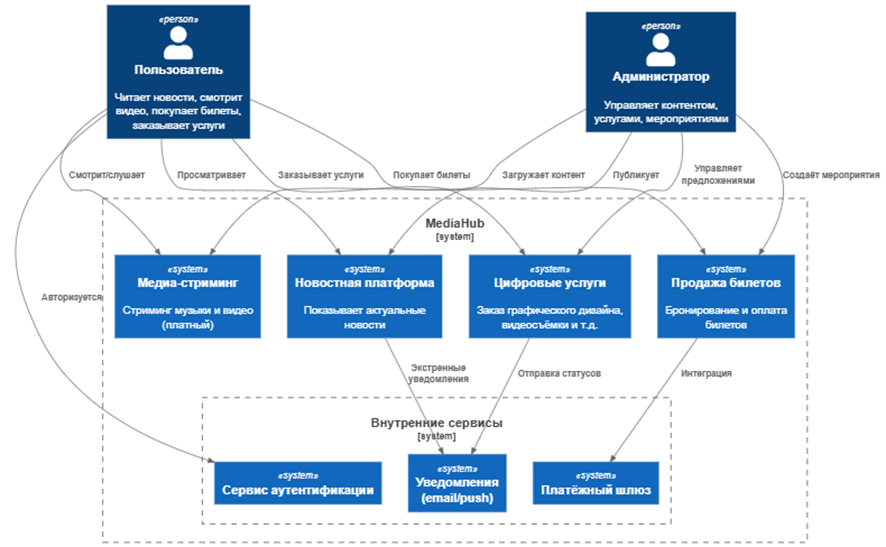 «person»
Пользователь
Читает новости, смотрит
видео, покупает билеты,
заказывает услуги
«person»
Администратор
Управляет контентом,
услугами, мероприятиями
Смотрит/слушает
Просматривает
Заказывает услуги
Покупает билеты
Загружает контент
Публикует
Управляет
предложениями
Создаёт мероприятия
MediaHub
[system]
«system»
Медиа-стриминг
Стриминг музыки и видео
(платный)
«system»
Новостная платформа
Показывает актуальные
новости
«system»
Цифровые услуги
Заказ графического дизайна,
видеосъёмки и т.д.
«system»
Продажа билетов
Бронирование и оплата
билетов
Авторизуется
Экстренные
уведомления
Отправка статусов
Интеграция
Внутренние сервисы
[system]
«system»
Сервис аутентификации
«system»
Уведомления
(email/push)
«system»
Платёжный шлюз